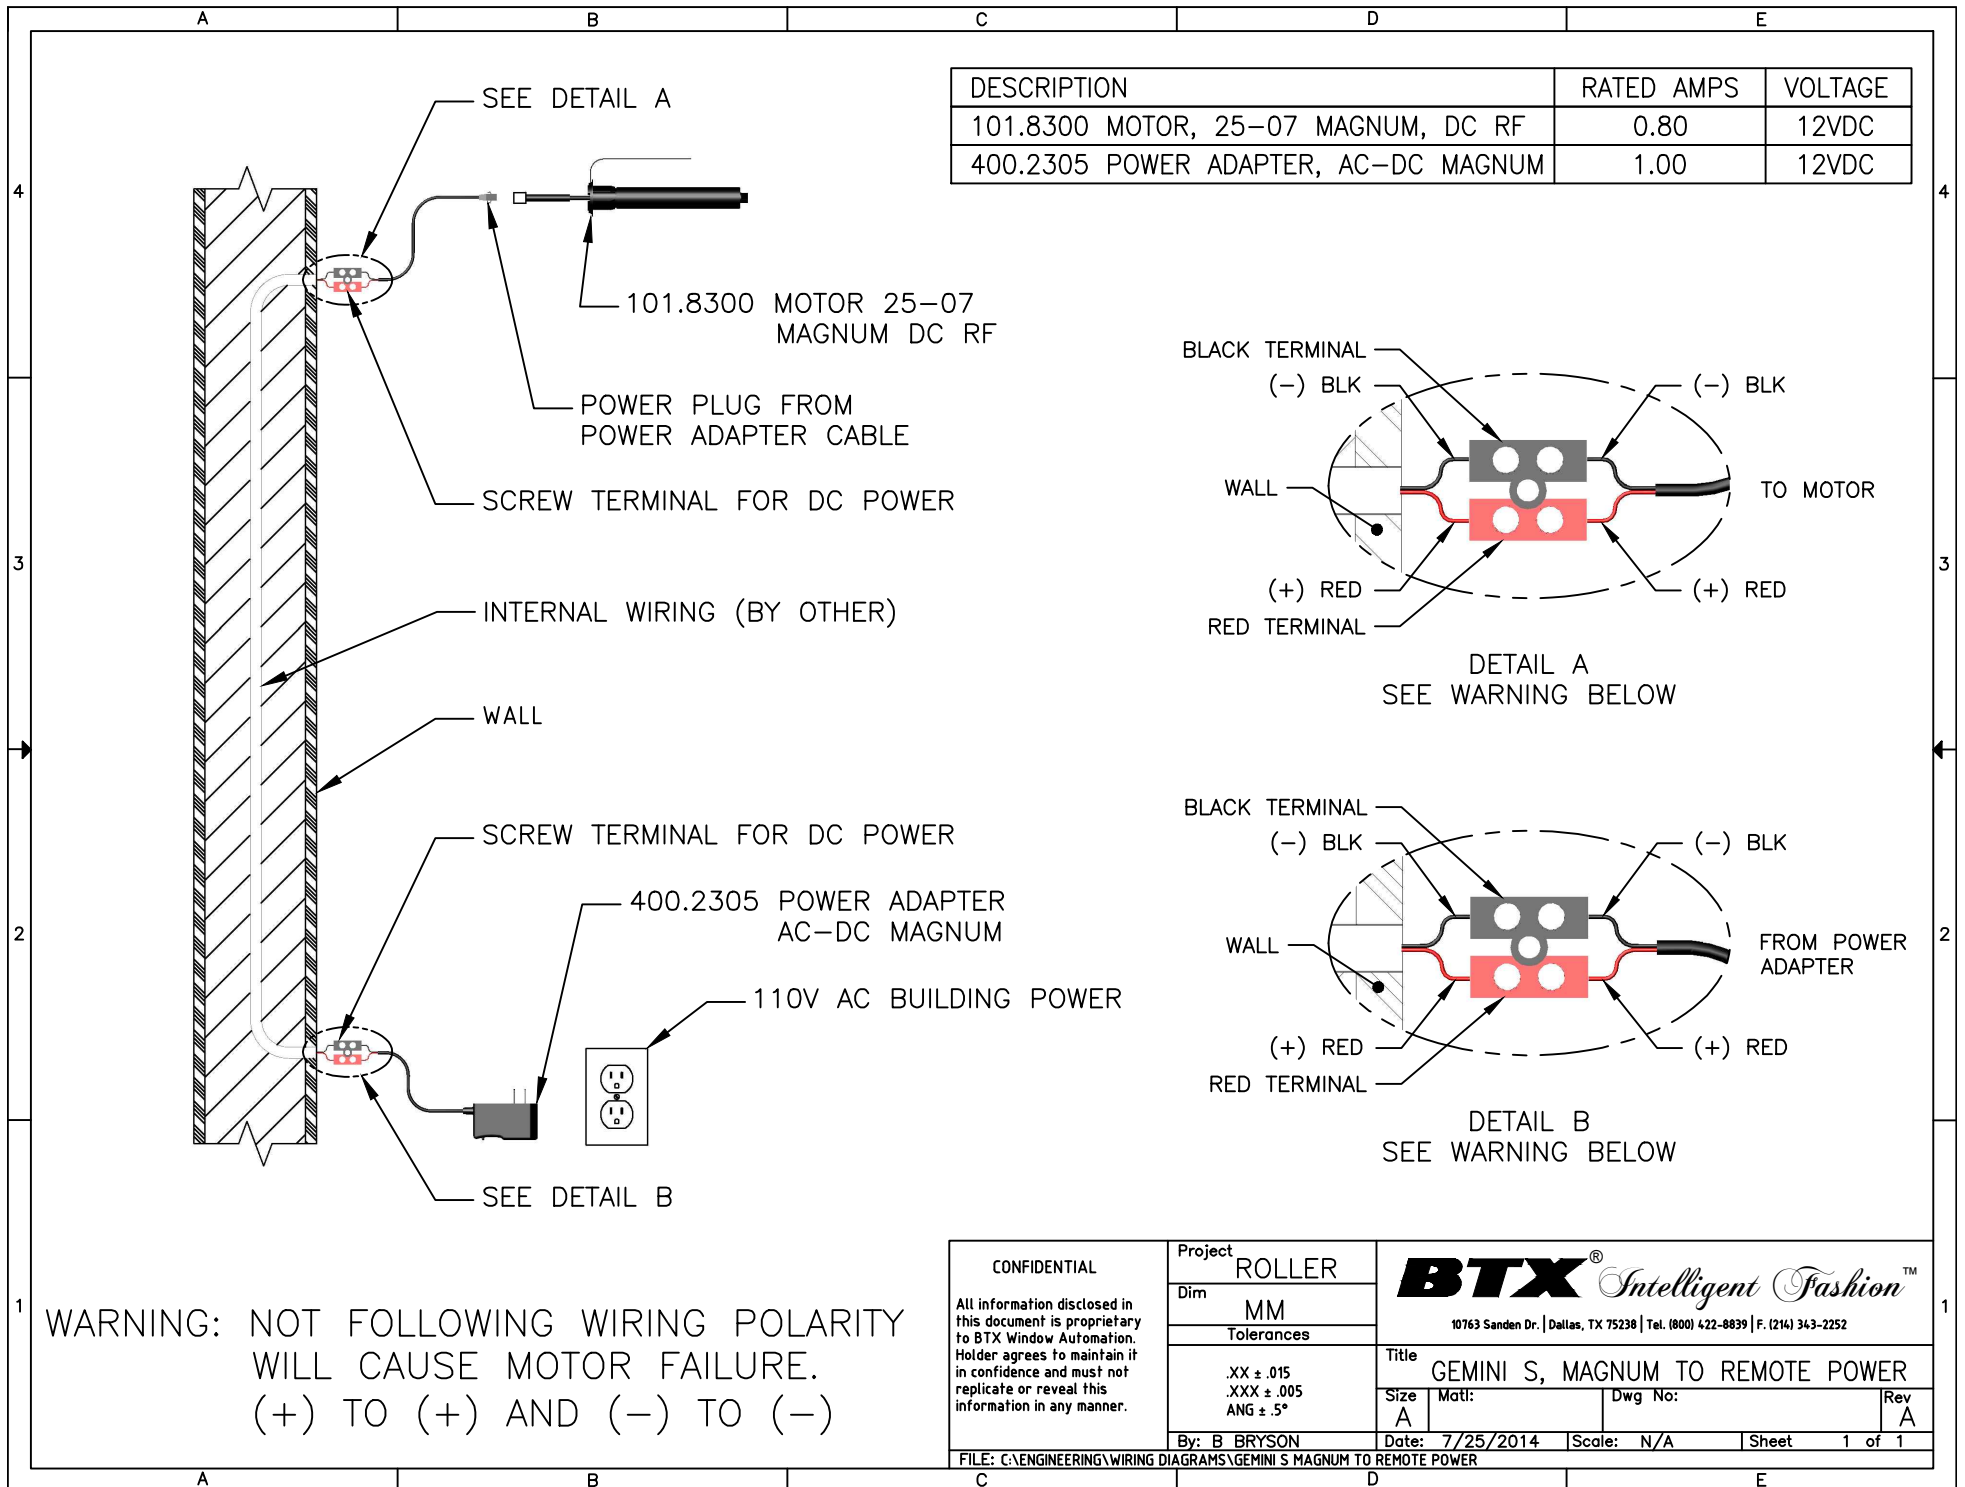 A B C D E
DESCRIPTION RATED AMPS VOLTAGE
101.8300 MOTOR, 25-07 MAGNUM, DC RF 0.80 12VDC
400.2305 POWER ADAPTER, AC-DC MAGNUM 1.00 12VDC
SEE DETAIL A
4 4
101.8300 MOTOR 25-07
MAGNUM DC RF
POWER PLUG FROM
POWER ADAPTER CABLE
SCREW TERMINAL FOR DC POWER
3 3
INTERNAL WIRING (BY OTHER)
WALL
SCREW TERMINAL FOR DC POWER
400.2305 POWER ADAPTER
AC-DC MAGNUM
2 2
110V AC BUILDING POWER
SEE DETAIL B
BLACK TERMINAL
(-) BLK (-) BLK
WALL TO MOTOR
(+) RED (+) RED
RED TERMINAL
DETAIL A
SEE WARNING BELOW
BLACK TERMINAL
(-) BLK (-) BLK
WALL FROM POWER
ADAPTER
(+) RED (+) RED
RED TERMINAL
DETAIL B
SEE WARNING BELOW
1 1
WARNING: NOT FOLLOWING WIRING POLARITY
WILL CAUSE MOTOR FAILURE.
(+) TO (+) AND (-) TO (-)
CONFIDENTIAL
All information disclosed in
this document is proprietary
to BTX Window Automation.
Holder agrees to maintain it
in confidence and must not
replicate or reveal this
information in any manner.
Project
ROLLER
Dim
MM
Tolerances
.XX ± .015
.XXX ± .005
ANG ± .5°
By: B BRYSON
BTX® Intelligent Fashion™
10763 Sanden Dr. | Dallas, TX 75238 | Tel. (800) 422-8839 | F. (214) 343-2252
Title
GEMINI S, MAGNUM TO REMOTE POWER
Size Matl: Dwg No: Rev
A A
Date: 7/25/2014 Scale: N/A Sheet 1 of 1
FILE: C:\ENGINEERING\WIRING DIAGRAMS\GEMINI S MAGNUM TO REMOTE POWER
A B C D E